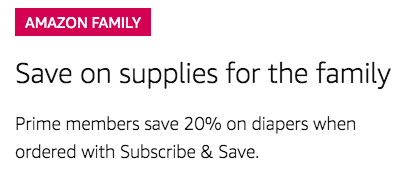 AMAZON FAMILY
Save on supplies for the family
Prime members save 20% on diapers when
ordered with Subscribe & Save.